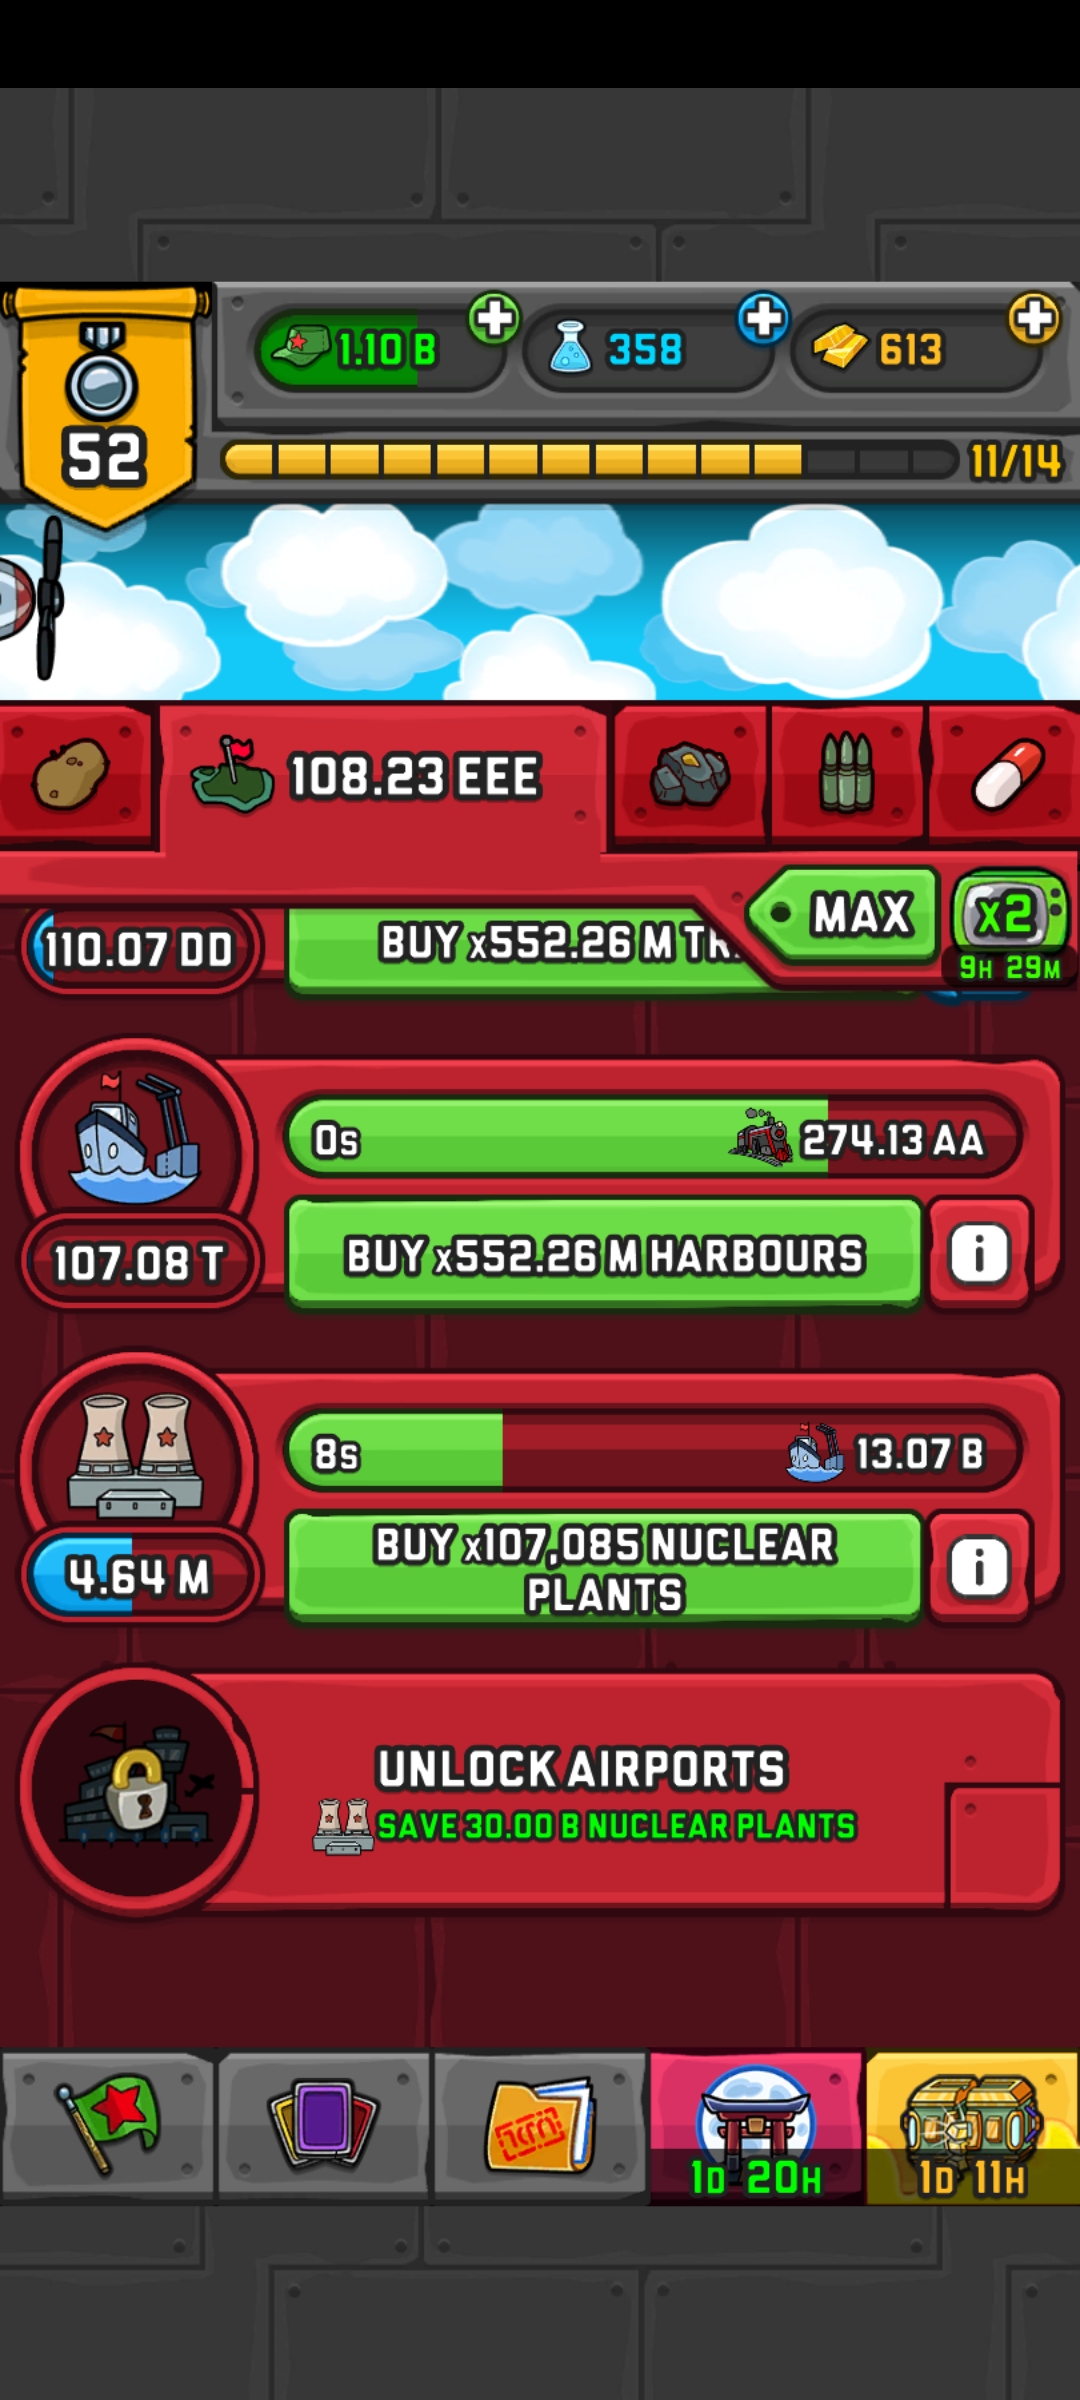 1.10 B
358
613
52
11/14
108.23 EEE
MAX
x2
9H 29M
110.07 DD
BUY x552.26 M
0s
274.13 AA
107.08 T
BUY x552.26 M HARBOURS
i
8s
13.07 B
4.64 M
BUY x107,085 NUCLEAR
PLANTS
i
UNLOCK AIRPORTS
SAVE 30.00 B NUCLEAR PLANTS
1D 20H
1D 11H